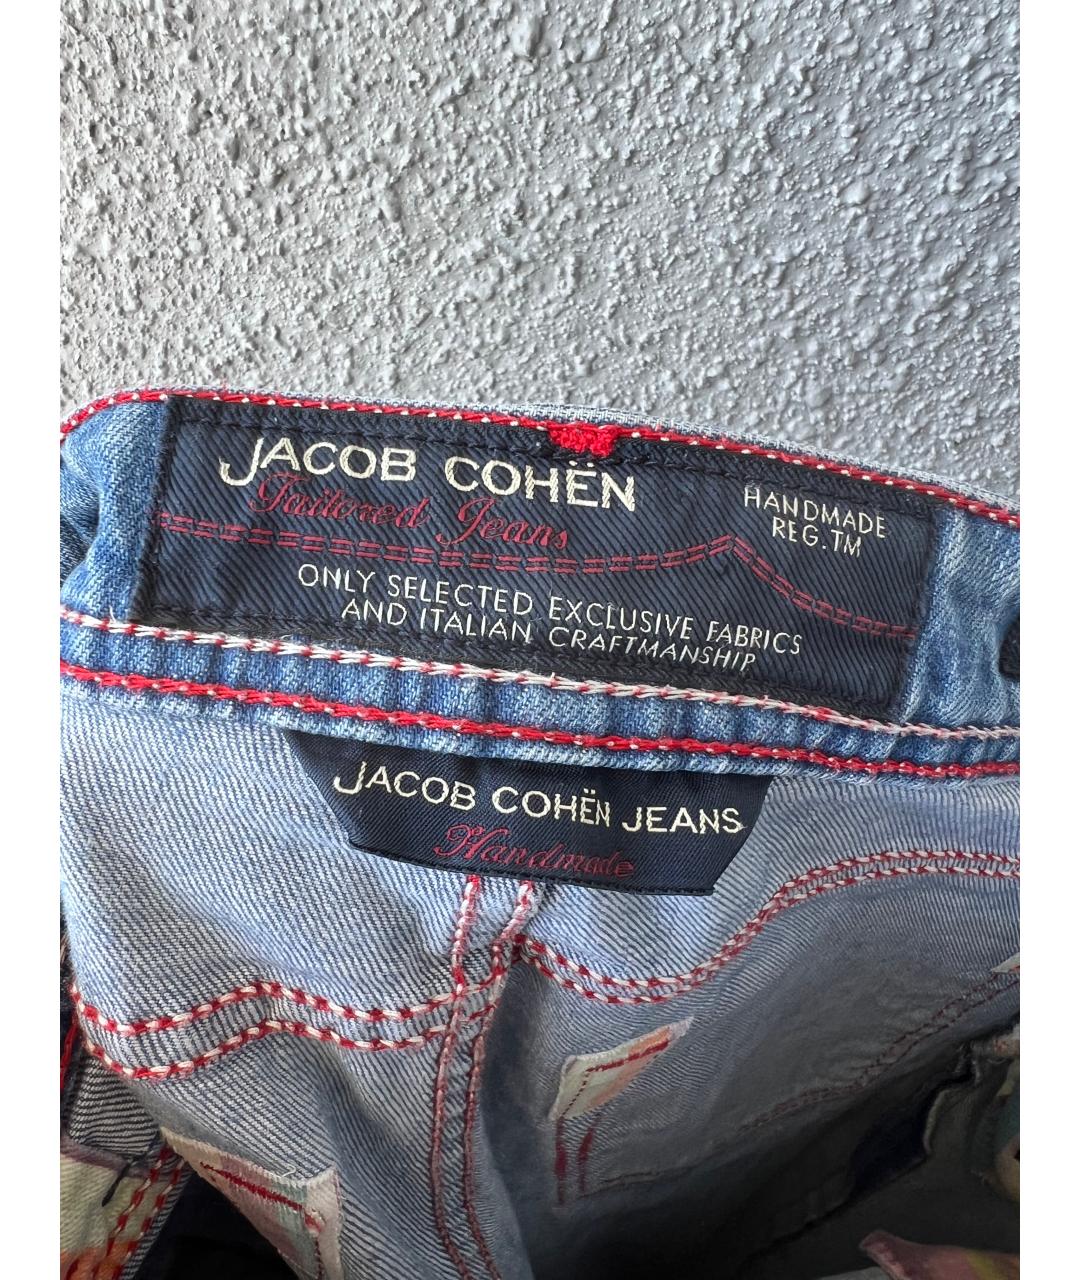 JACOB COHËN
Tailored Jeans
HANDMADE
REG.TM
ONLY SELECTED EXCLUSIVE FABRICS
AND ITALIAN CRAFTMANSHIP
JACOB COHËN JEANS
Handmade